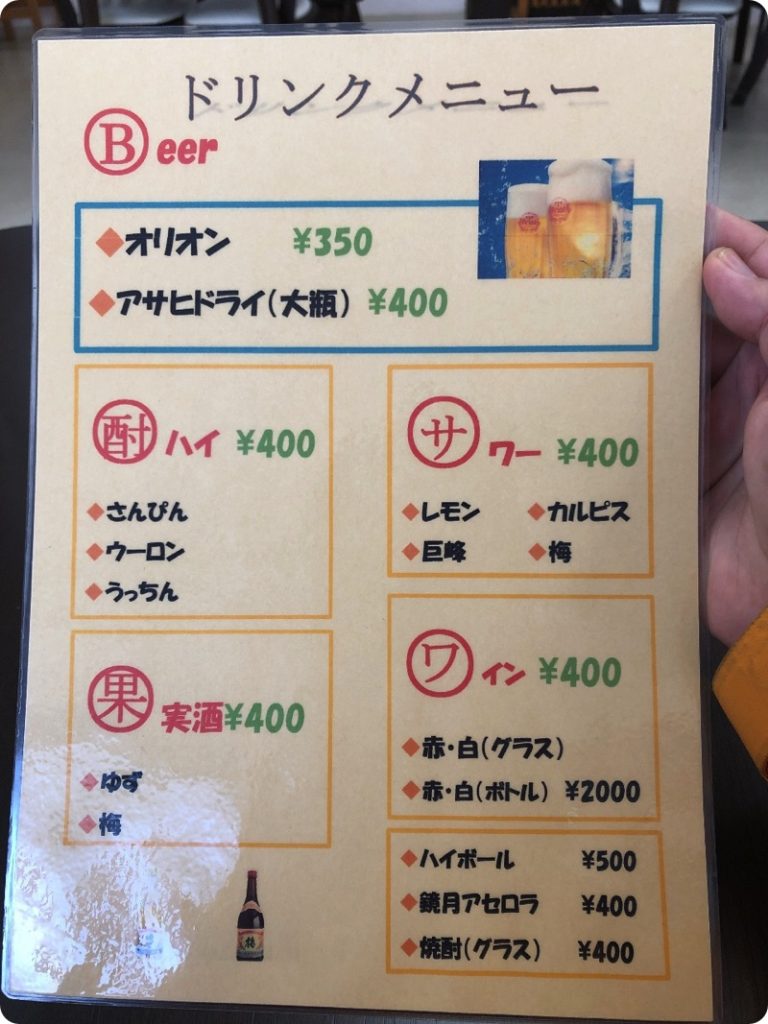 ドリンクメニュー
Beer
◆オリオン ¥350
◆アサヒドライ(大瓶) ¥400
酎ハイ ¥400
◆さんぴん
◆ウーロン
◆うっちん
サワー ¥400
◆レモン ◆カルピス
◆巨峰 ◆梅
果実酒¥400
◆ゆず
◆梅
ワイン ¥400
◆赤・白(グラス)
◆赤・白(ボトル) ¥2000
◆ハイボール ¥500
◆鏡月アセロラ ¥400
◆焼酎(グラス) ¥400
梅